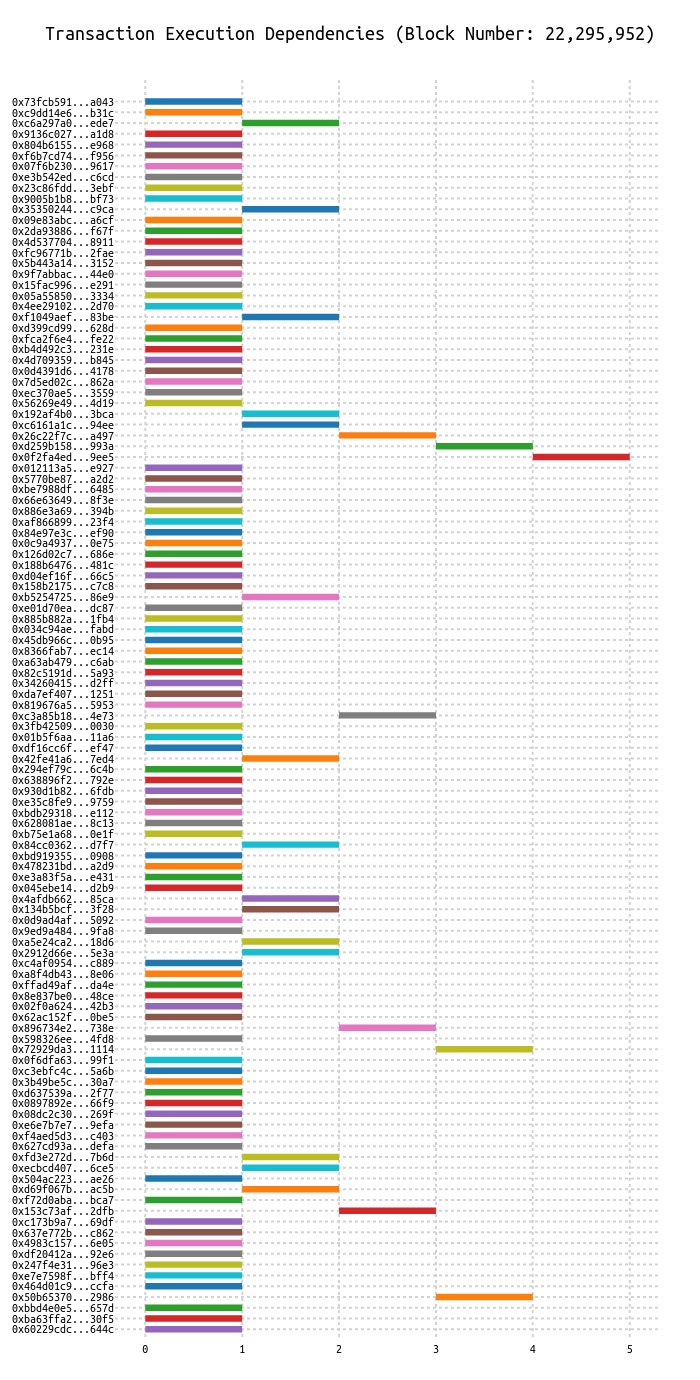 Transaction Execution Dependencies (Block Number: 22,295,952)
0x73fcb591...a043
0xc9dd14e6...b31c
0xc6a297a0...ede7
0x9136c027...a1d8
0x804b6155...e968
0xf6b7cd74...f956
0x07f6b230...9617
0xe3b542ed...c6cd
0x23c86fdd...3ebf
0x9005b1b8...bf73
0x35350244...c9ca
0x09e83abc...a6cf
0x2da93886...f67f
0x4d537704...8911
0xfc96771b...2fae
0x5b443a14...3152
0x9f7abbac...44e0
0x15fac996...e291
0x05a55850...3334
0x4ee29102...2d70
0xf1049aef...83be
0xd399cd99...628d
0xfca2f6e4...fe22
0xb4d492c3...231e
0x4d709359...b845
0x0d4391d6...4178
0x7d5ed02c...862a
0xec370ae5...3559
0x56269e49...4d19
0x192af4b0...3bca
0xc6161a1c...94ee
0x26c22f7c...a497
0xd259b158...993a
0x0f2fa4ed...9ee5
0x012113a5...e927
0x5770be87...a2d2
0xbe7988df...6485
0x66e63649...8f3e
0x886e3a69...394b
0xaf866899...23f4
0x84e97e3c...ef90
0x0c9a4937...0e75
0x126d02c7...686e
0x188b6476...481c
0xd04ef16f...66c5
0x158b2175...c7c8
0xb5254725...86e9
0xe01d70ea...dc87
0x885b882a...1fb4
0x034c94ae...fabd
0x45db966c...0b95
0x8366fab7...ec14
0xa63ab479...c6ab
0x82c5191d...5a93
0x34260415...d2ff
0xda7ef407...1251
0x819676a5...5953
0xc3a85b18...4e73
0x3fb42509...0030
0x01b5f6aa...11a6
0xdf16cc6f...ef47
0x42fe41a6...7ed4
0x294ef79c...6c4b
0x638896f2...792e
0x930d1b82...6fdb
0xe35c8fe9...9759
0xbdb29318...e112
0x628081ae...8c13
0xb75e1a68...0e1f
0x84cc0362...d7f7
0xbd919355...0908
0x478231bd...a2d9
0xe3a83f5a...e431
0x045ebe14...d2b9
0x4afdb662...85ca
0x134b5bcf...3f28
0x0d9ad4af...5092
0x9ed9a484...9fa8
0xa5e24ca2...18d6
0x2912d66e...5e3a
0xc4af0954...c889
0xa8f4db43...8e06
0xffad49af...da4e
0x8e837be0...48ce
0x02f0a624...42b3
0x62ac152f...0be5
0x896734e2...738e
0x598326ee...4fd8
0x72929da3...1114
0x0f6dfa63...99f1
0xc3ebfc4c...5a6b
0x3b49be5c...30a7
0xd637539a...2f77
0x0897892e...66f9
0x08dc2c30...269f
0xe6e7b7e7...9efa
0xf4aed5d3...c403
0x627cd93a...defa
0xfd3e272d...7b6d
0xecbcd407...6ce5
0x504ac223...ae26
0xd69f067b...ac5b
0xf72d0aba...bca7
0x153c73af...2dfb
0xc173b9a7...69df
0x637e772b...c862
0x4983c157...6e05
0xdf20412a...92e6
0x247f4e31...96e3
0xe7e7598f...bff4
0x464d01c9...ccfa
0x50b65370...2986
0xbbd4e0e5...657d
0xba63ffa2...30f5
0x60229cdc...644c
0 1 2 3 4 5